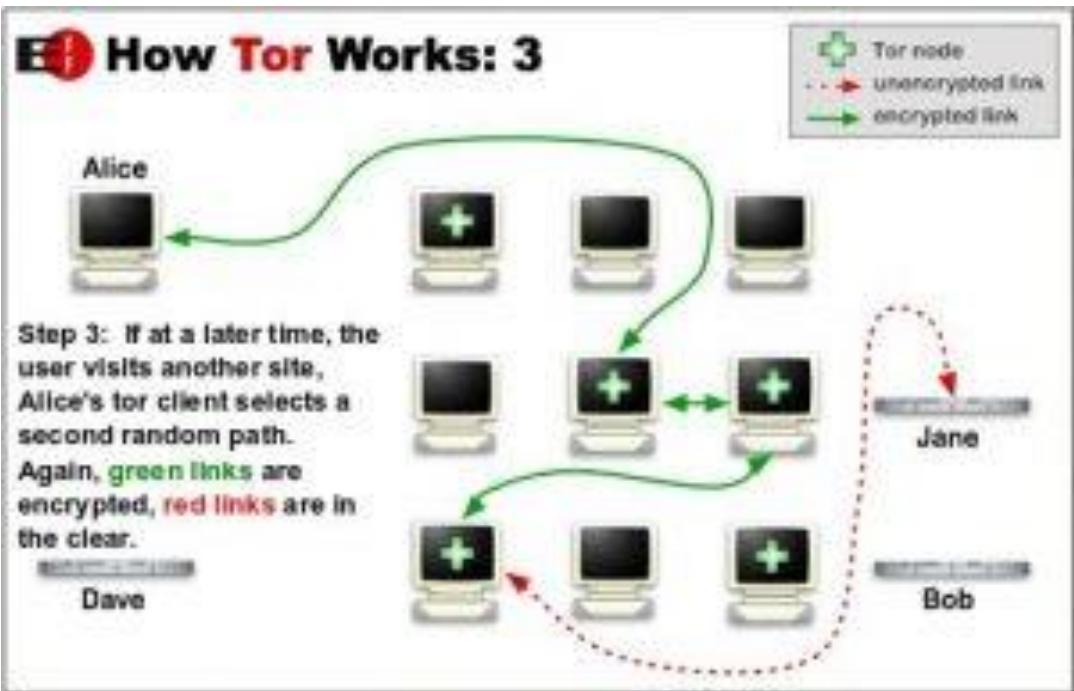 EFF How Tor Works: 3
Tor node
unencrypted link
encrypted link
Alice
Step 3: If at a later time, the
user visits another site,
Alice's tor client selects a
second random path.
Again, green links are
encrypted, red links are in
the clear.
Jane
Dave
Bob